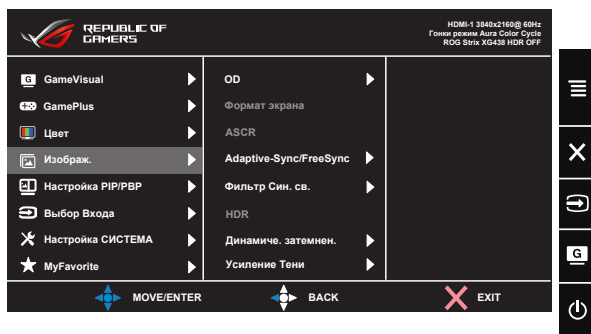 REPUBLIC OF
GAMERS
HDMI-1 3840x2160@ 60Hz
Гонки режим Aura Color Cycle
ROG Strix XG438 HDR OFF
G GameVisual
GamePlus
Цвет
Изображ.
Настройка PIP/PBP
Выбор Входа
Настройка СИСТЕМА
MyFavorite
OD
Формат экрана
ASCR
Adaptive-Sync/FreeSync
Фильтр Син. св.
HDR
Динамиче. затемнен.
Усиление Тени
G
MOVE/ENTER
BACK
EXIT